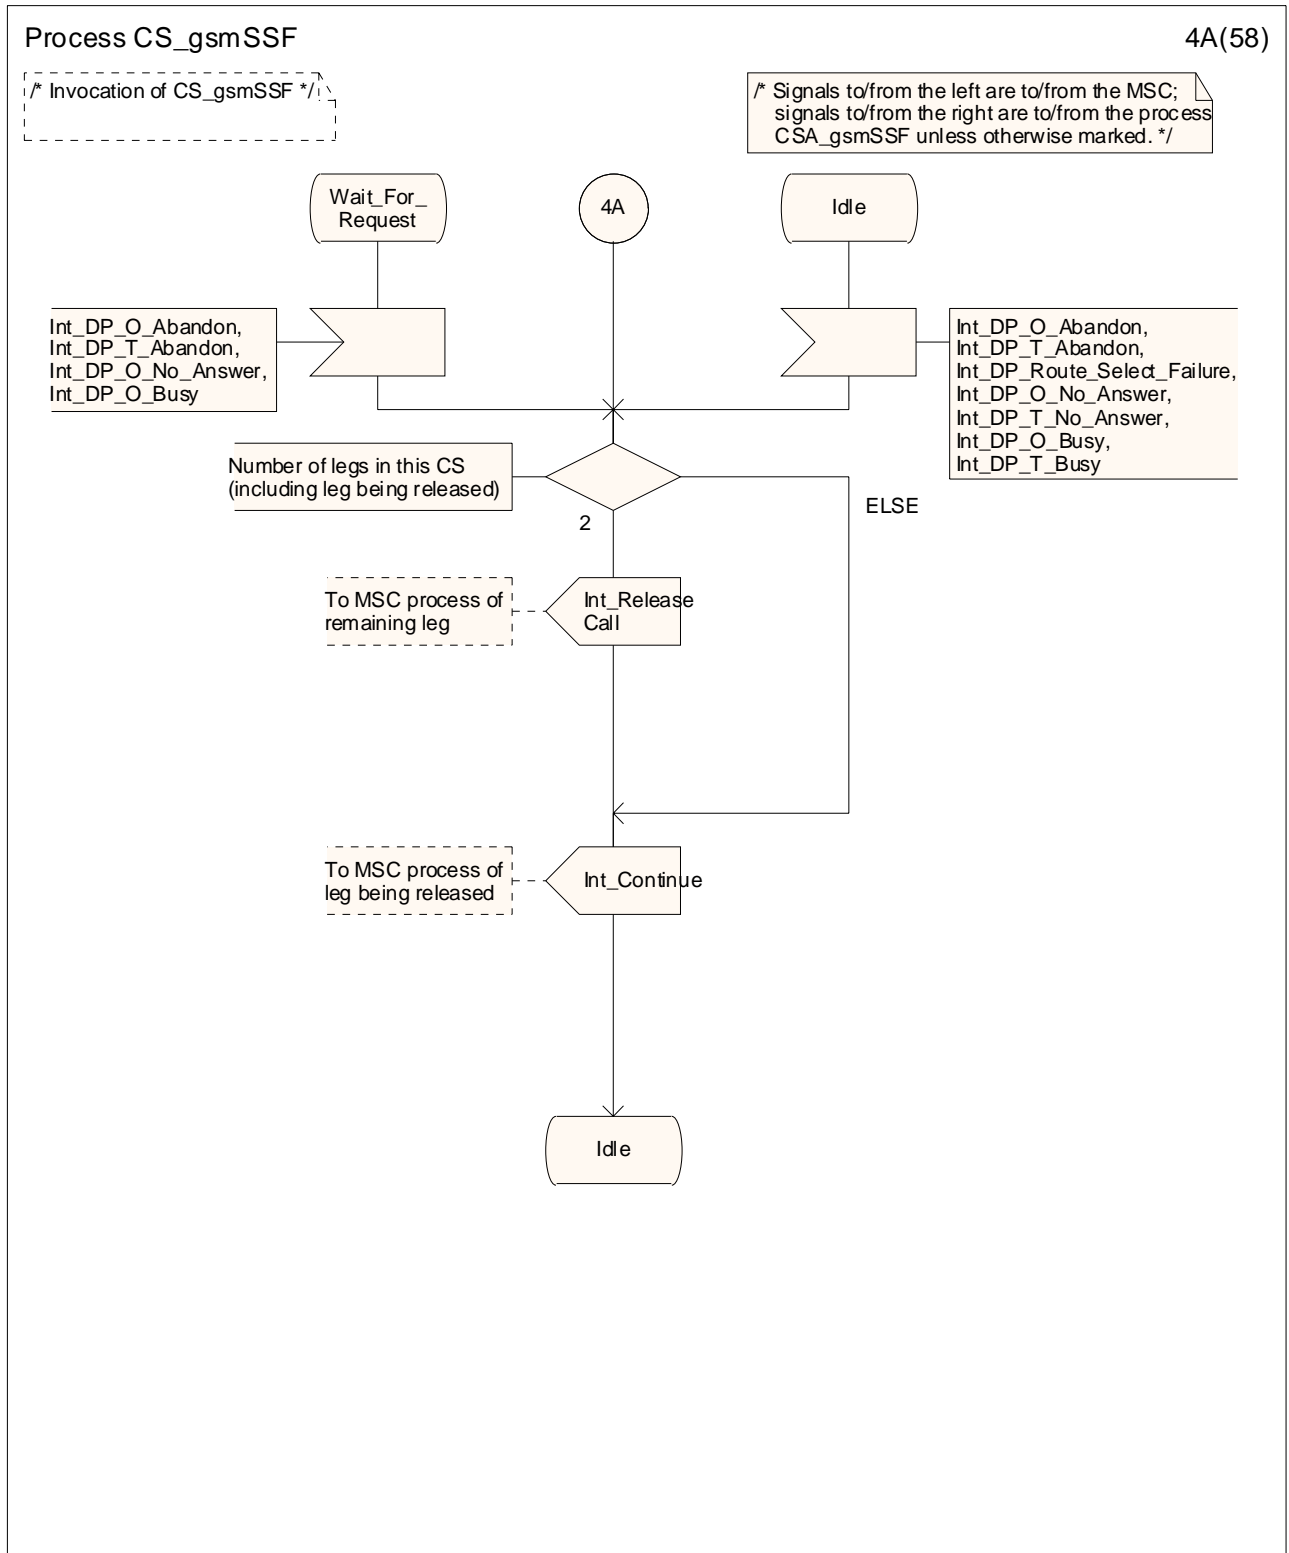 Process CS_gsmSSF
4A(58)
/* Invocation of CS_gsmSSF */
/* Signals to/from the left are to/from the MSC;
signals to/from the right are to/from the process
CSA_gsmSSF unless otherwise marked. */
Wait_For_
Request
4A
Idle
Int_DP_O_Abandon,
Int_DP_T_Abandon,
Int_DP_O_No_Answer,
Int_DP_O_Busy
Int_DP_O_Abandon,
Int_DP_T_Abandon,
Int_DP_Route_Select_Failure,
Int_DP_O_No_Answer,
Int_DP_T_No_Answer,
Int_DP_O_Busy,
Int_DP_T_Busy
Number of legs in this CS
(including leg being released)
ELSE
2
To MSC process of
remaining leg
Int_Release
Call
To MSC process of
leg being released
Int_Continue
Idle